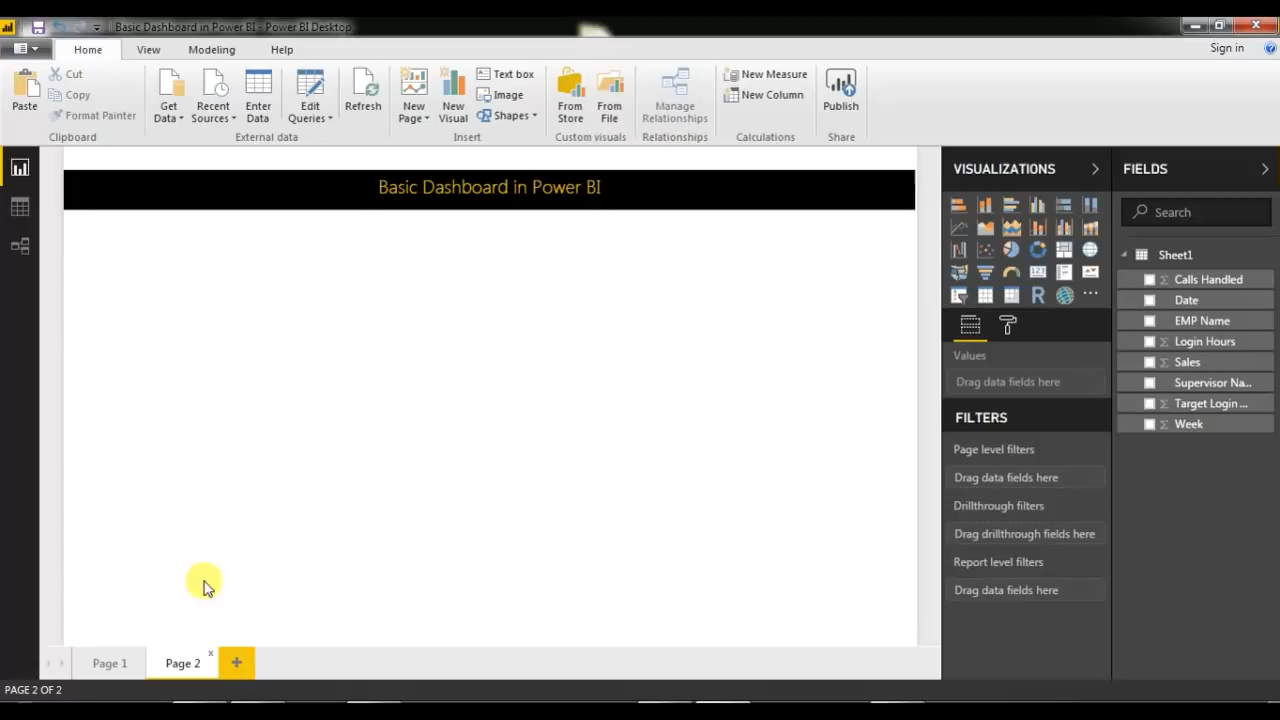 Basic Dashboard in Power BI - Power BI Desktop
Home
View
Modeling
Help
Sign in
Paste
Cut
Copy
Format Painter
Clipboard
Get Data
Recent Sources
Enter Data
Edit Queries
Refresh
External data
New Page
New Visual
Text box
Image
Shapes
Insert
From Store
From File
Custom visuals
Manage Relationships
Relationships
New Measure
New Column
Calculations
Publish
Share
Basic Dashboard in Power BI
VISUALIZATIONS
R
123
Values
Drag data fields here
FILTERS
Page level filters
Drag data fields here
Drillthrough filters
Drag drillthrough fields here
Report level filters
Drag data fields here
FIELDS
Search
Sheet1
Σ Calls Handled
Date
EMP Name
Σ Login Hours
Σ Sales
Supervisor Na...
Σ Target Login ...
Σ Week
Page 1
Page 2
x
+
PAGE 2 OF 2